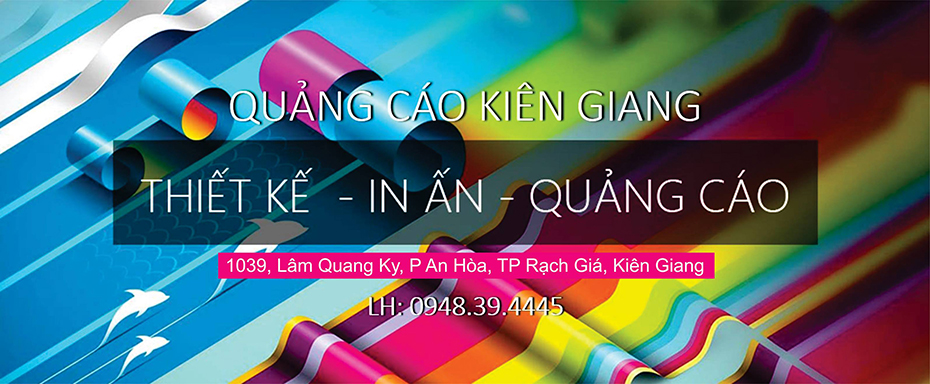 QUẢNG CÁO KIÊN GIANG
THIẾT KẾ - IN ẤN - QUẢNG CÁO
1039, Lâm Quang Ky, P An Hòa, TP Rạch Giá, Kiên Giang
LH: 0948.39.4445